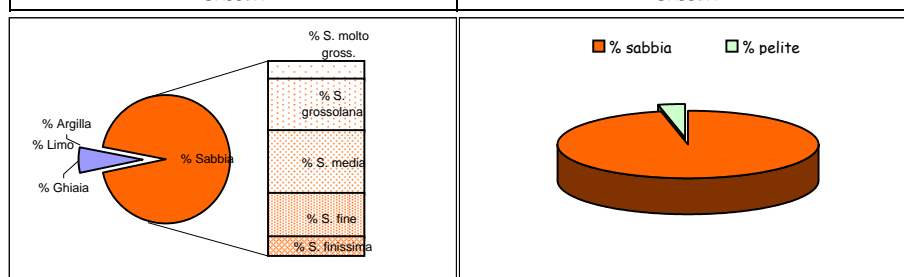 % S. molto
gross.
% S.
grossolana
% Argilla
% Limo
% Sabbia
% S. media
% Ghiaia
% S. fine
% S. finissima
% sabbia
% pelite